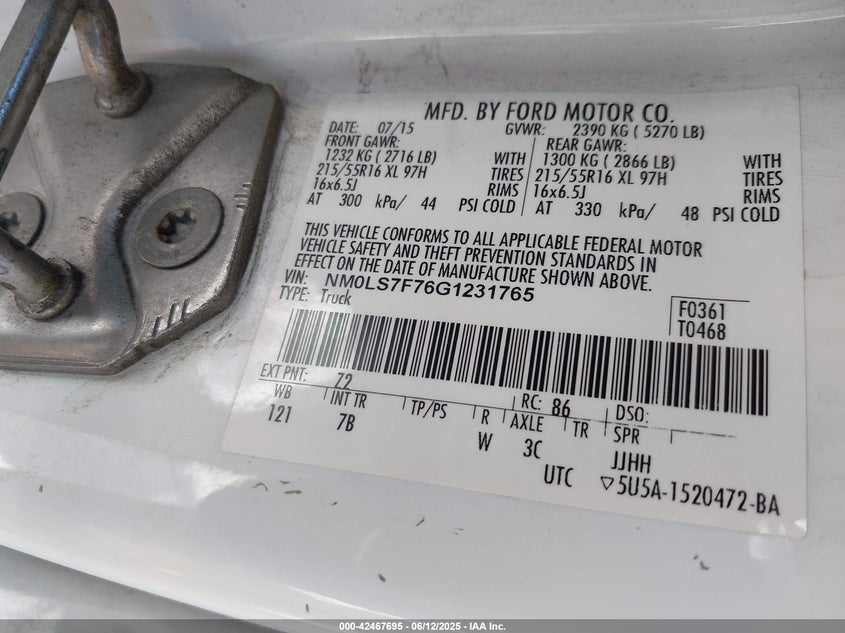 MFD. BY FORD MOTOR CO.
DATE: 07/15 GVWR: 2390 KG ( 5270 LB)
FRONT GAWR: REAR GAWR:
1232 KG ( 2716 LB) WITH 1300 KG ( 2866 LB) WITH
215/55R16 XL 97H TIRES 215/55R16 XL 97H TIRES
16x6.5J RIMS 16x6.5J RIMS
AT 300 kPa/ 44 PSI COLD AT 330 kPa/ 48 PSI COLD
THIS VEHICLE CONFORMS TO ALL APPLICABLE FEDERAL MOTOR
VEHICLE SAFETY AND THEFT PREVENTION STANDARDS IN
EFFECT ON THE DATE OF MANUFACTURE SHOWN ABOVE.
VIN: NM0LS7F76G1231765
TYPE: Truck
F0361
T0468
EXT PNT: 72 RC: 86 DSO:
WB INT TR TP/PS R AXLE TR SPR
121 7B W 3C JJHH
UTC ▽5U5A-1520472-BA
000-42467695 - 06/12/2025 - IAA Inc.